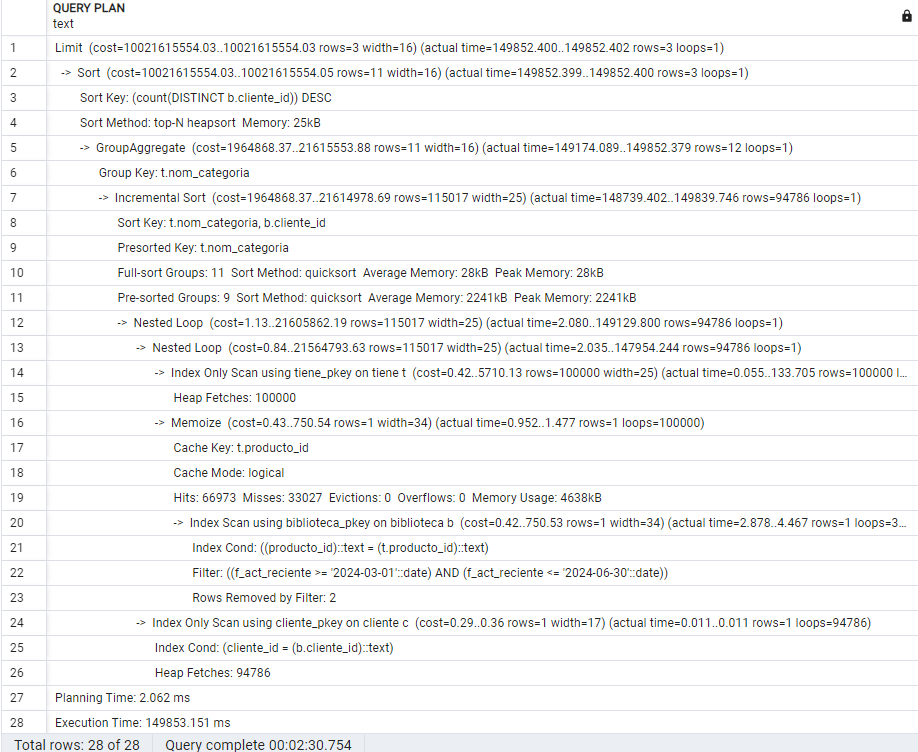 QUERY PLAN
text
1 Limit (cost=10021615554.03..10021615554.03 rows=3 width=16) (actual time=149852.400..149852.402 rows=3 loops=1)
2 -> Sort (cost=10021615554.03..10021615554.05 rows=11 width=16) (actual time=149852.399..149852.400 rows=3 loops=1)
3 Sort Key: (count(DISTINCT b.cliente_id)) DESC
4 Sort Method: top-N heapsort Memory: 25kB
5 -> GroupAggregate (cost=1964868.37..21615553.88 rows=11 width=16) (actual time=149174.089..149852.379 rows=12 loops=1)
6 Group Key: t.nom_categoria
7 -> Incremental Sort (cost=1964868.37..21614978.69 rows=115017 width=25) (actual time=148739.402..149839.746 rows=94786 loops=1)
8 Sort Key: t.nom_categoria, b.cliente_id
9 Presorted Key: t.nom_categoria
10 Full-sort Groups: 11 Sort Method: quicksort Average Memory: 28kB Peak Memory: 28kB
11 Pre-sorted Groups: 9 Sort Method: quicksort Average Memory: 2241kB Peak Memory: 2241kB
12 -> Nested Loop (cost=1.13..21605862.19 rows=115017 width=25) (actual time=2.080..149129.800 rows=94786 loops=1)
13 -> Nested Loop (cost=0.84..21564793.63 rows=115017 width=25) (actual time=2.035..147954.244 rows=94786 loops=1)
14 -> Index Only Scan using tiene_pkey on tiene t (cost=0.42..5710.13 rows=100000 width=25) (actual time=0.055..133.705 rows=100000 l...
15 Heap Fetches: 100000
16 -> Memoize (cost=0.43..750.54 rows=1 width=34) (actual time=0.952..1.477 rows=1 loops=100000)
17 Cache Key: t.producto_id
18 Cache Mode: logical
19 Hits: 66973 Misses: 33027 Evictions: 0 Overflows: 0 Memory Usage: 4638kB
20 -> Index Scan using biblioteca_pkey on biblioteca b (cost=0.42..750.53 rows=1 width=34) (actual time=2.878..4.467 rows=1 loops=3...
21 Index Cond: ((producto_id)::text = (t.producto_id)::text)
22 Filter: ((f_act_reciente >= '2024-03-01'::date) AND (f_act_reciente <= '2024-06-30'::date))
23 Rows Removed by Filter: 2
24 -> Index Only Scan using cliente_pkey on cliente c (cost=0.29..0.36 rows=1 width=17) (actual time=0.011..0.011 rows=1 loops=94786)
25 Index Cond: (cliente_id = (b.cliente_id)::text)
26 Heap Fetches: 94786
27 Planning Time: 2.062 ms
28 Execution Time: 149853.151 ms
Total rows: 28 of 28 Query complete 00:02:30.754